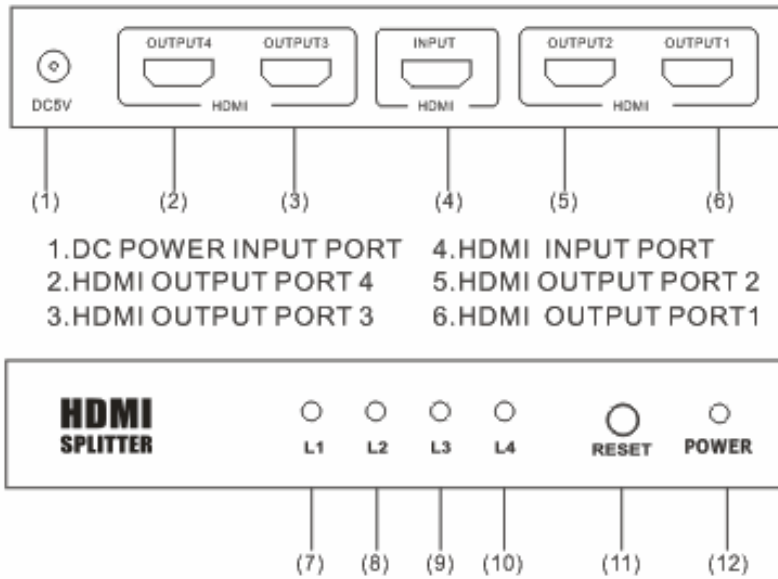 OUTPUT4 OUTPUT3 INPUT OUTPUT2 OUTPUT1
DC5V HDMI HDMI HDMI
(1) (2) (3) (4) (5) (6)
1.DC POWER INPUT PORT 4.HDMI INPUT PORT
2.HDMI OUTPUT PORT 4 5.HDMI OUTPUT PORT 2
3.HDMI OUTPUT PORT 3 6.HDMI OUTPUT PORT1
HDMI
SPLITTER
L1 L2 L3 L4 RESET POWER
(7) (8) (9) (10) (11) (12)